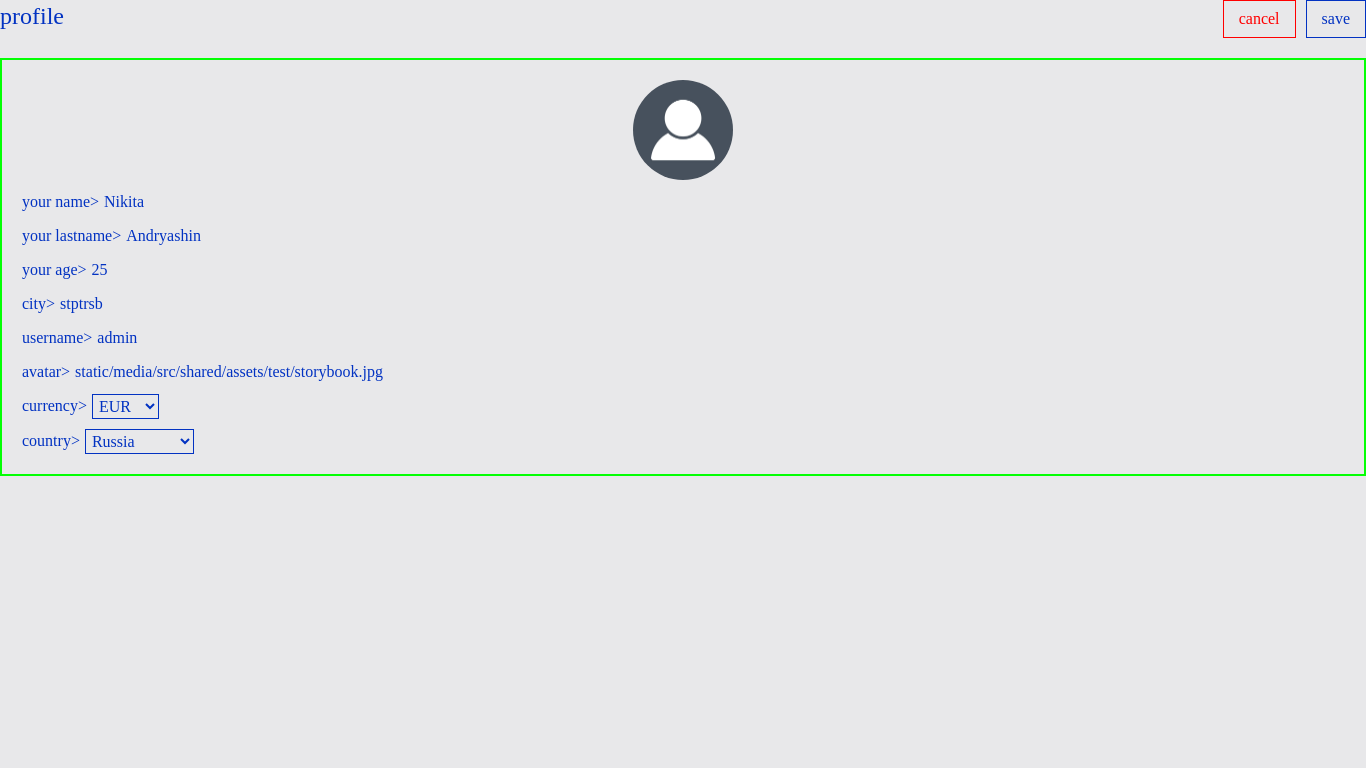 profile
cancel
save
your name> Nikita
your lastname> Andryashin
your age> 25
city> stptrsb
username> admin
avatar> static/media/src/shared/assets/test/storybook.jpg
currency> EUR
country> Russia